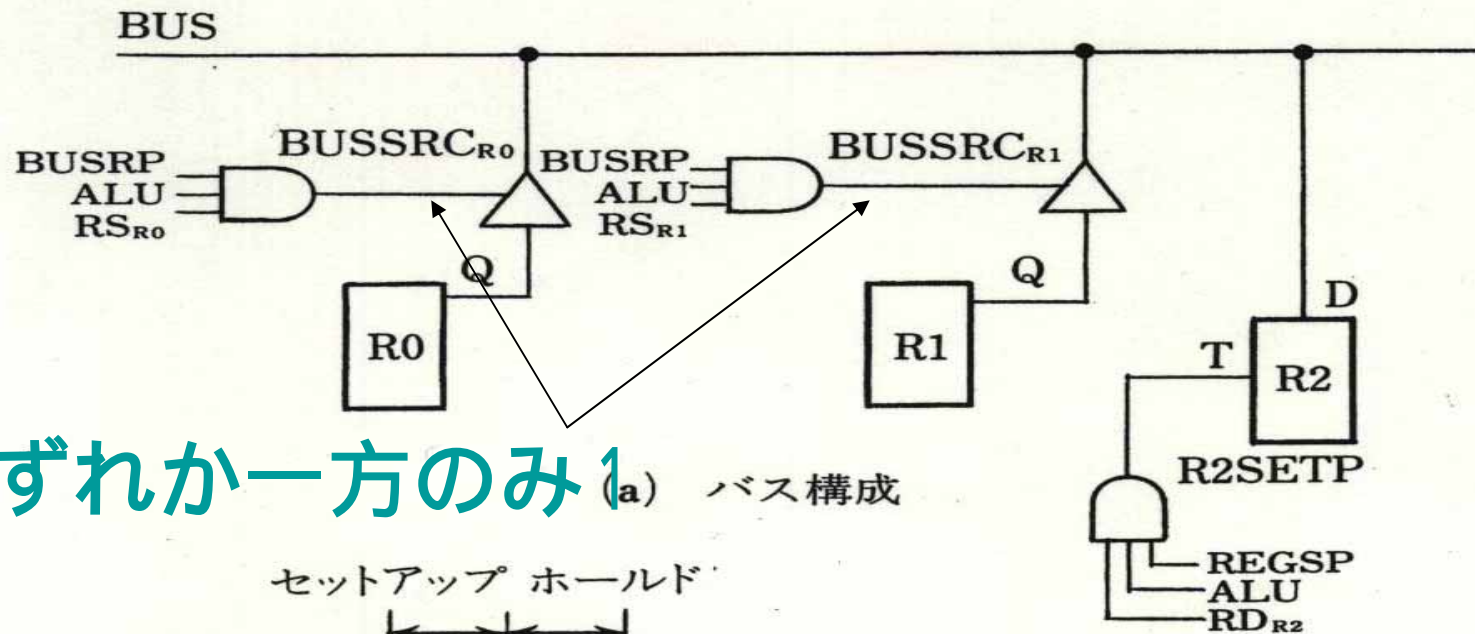 BUS
BUSSRCR0
BUSRP
ALU
RSR0
Q
R0
BUSSRCR1
BUSRP
ALU
RSR1
Q
R1
D
T
R2
R2SETP
REGSP
ALU
RDR2
ずれか一方のみ1
(a) バス構成
セットアップ ホールド